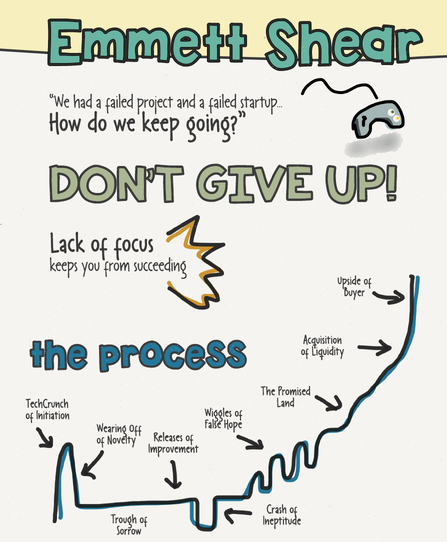 Emmett Shear
"We had a failed project and a failed startup...
How do we keep going?"
DON'T GIVE UP!
Lack of focus
keeps you from succeeding
the process
TechCrunch
of Initiation
Wearing Off
of Novelty
Trough of
Sorrow
Releases of
Improvement
Crash of
Ineptitude
Wiggles of
False Hope
The Promised
Land
Acquisition
of Liquidity
Upside of
Buyer